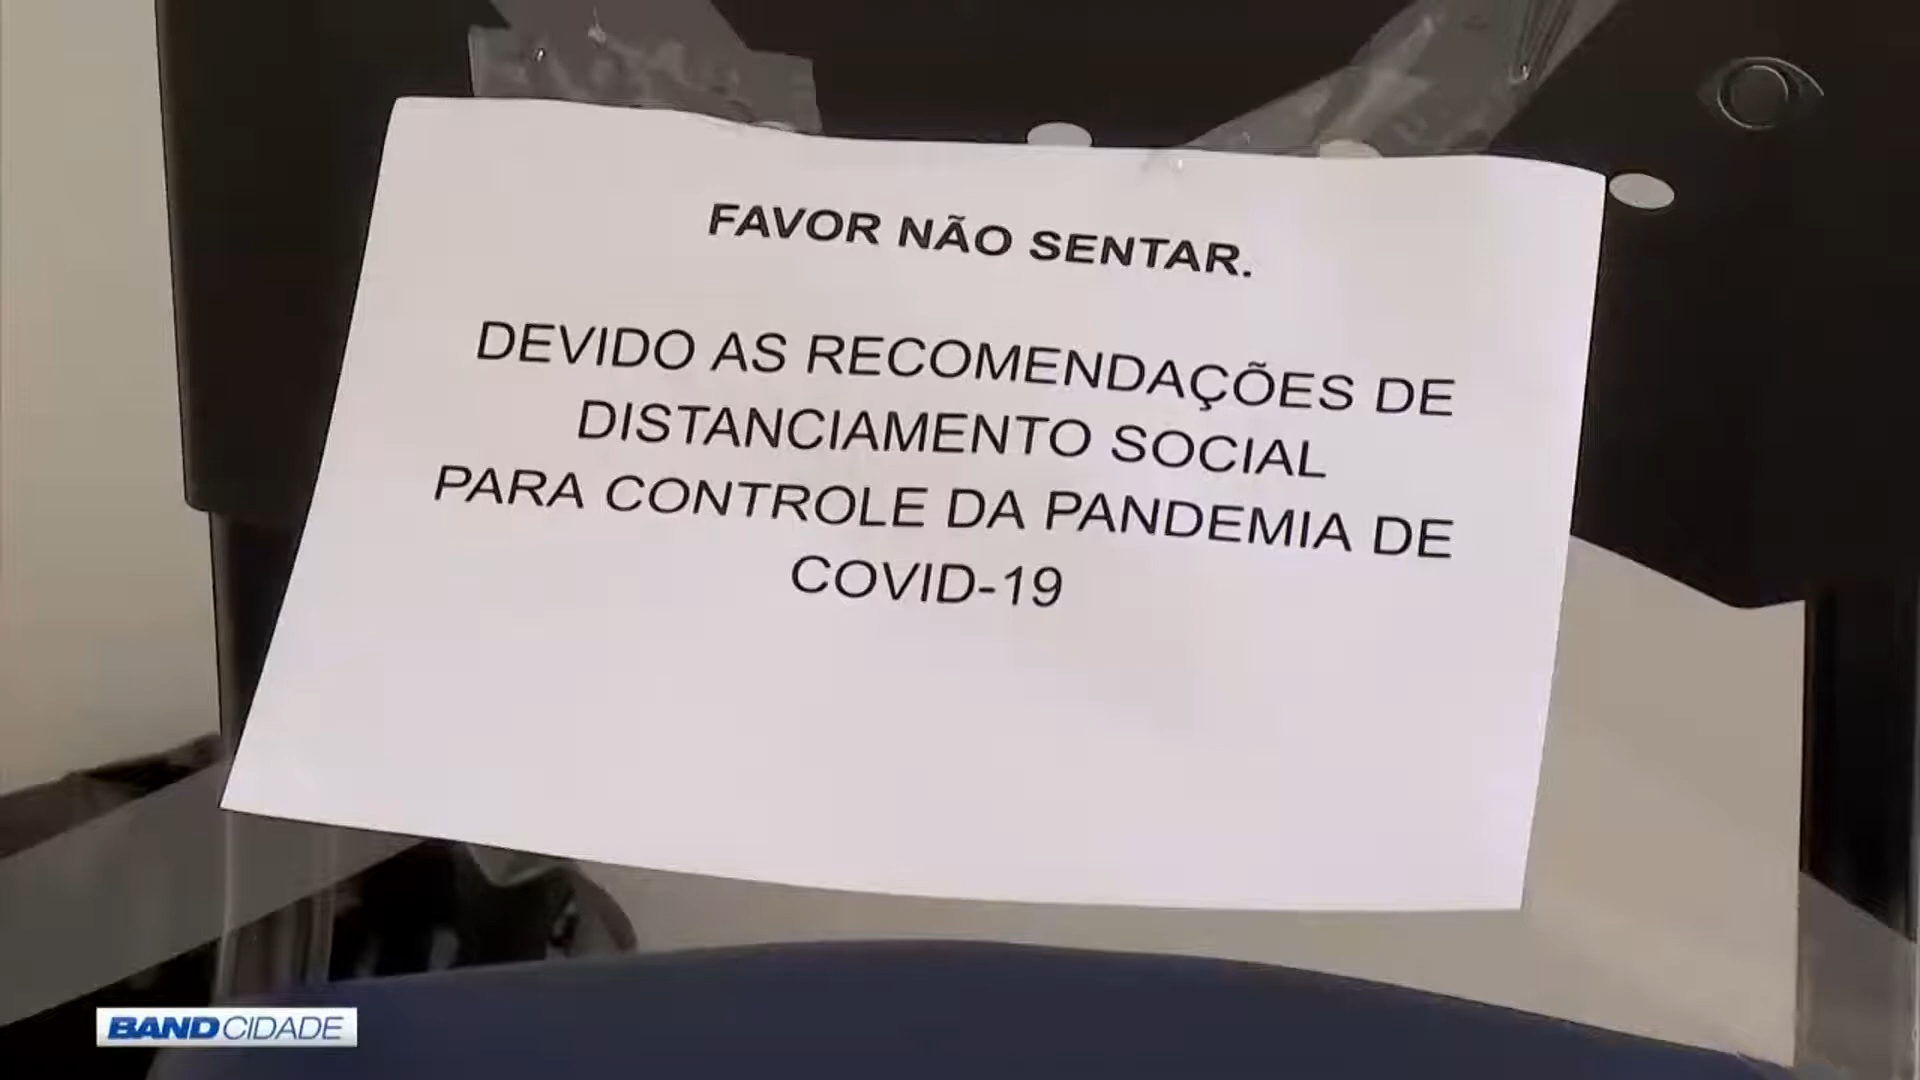 FAVOR NÃO SENTAR.
DEVIDO AS RECOMENDAÇÕES DE
DISTANCIAMENTO SOCIAL
PARA CONTROLE DA PANDEMIA DE
COVID-19
BAND CIDADE